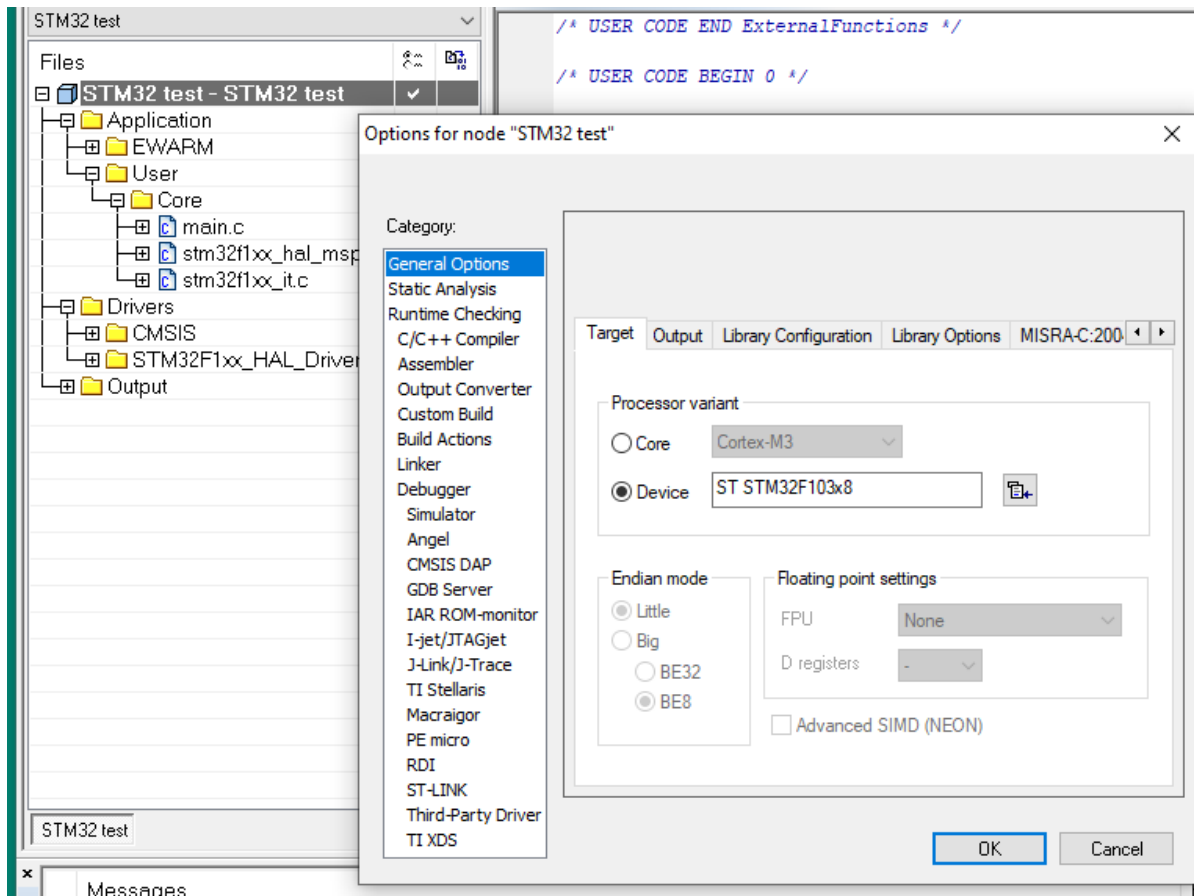 STM32 test
/* USER CODE END ExternalFunctions */
Files
/* USER CODE BEGIN 0 */
STM32 test - STM32 test
Application
EWARM
User
Core
main.c
stm32f1xx_hal_msp
stm32f1xx_it.c
Drivers
CMSIS
STM32F1xx_HAL_Driver
Output
STM32 test
Messages
Options for node "STM32 test"
Category:
General Options
Static Analysis
Runtime Checking
C/C++ Compiler
Assembler
Output Converter
Custom Build
Build Actions
Linker
Debugger
Simulator
Angel
CMSIS DAP
GDB Server
IAR ROM-monitor
I-jet/JTAGjet
J-Link/J-Trace
TI Stellaris
Macraigor
PE micro
RDI
ST-LINK
Third-Party Driver
TI XDS
Target Output Library Configuration Library Options MISRA-C:200
Processor variant
Core Cortex-M3
Device ST STM32F103x8
Endian mode
Little
Big
BE32
BE8
Floating point settings
FPU None
D registers -
Advanced SIMD (NEON)
OK Cancel